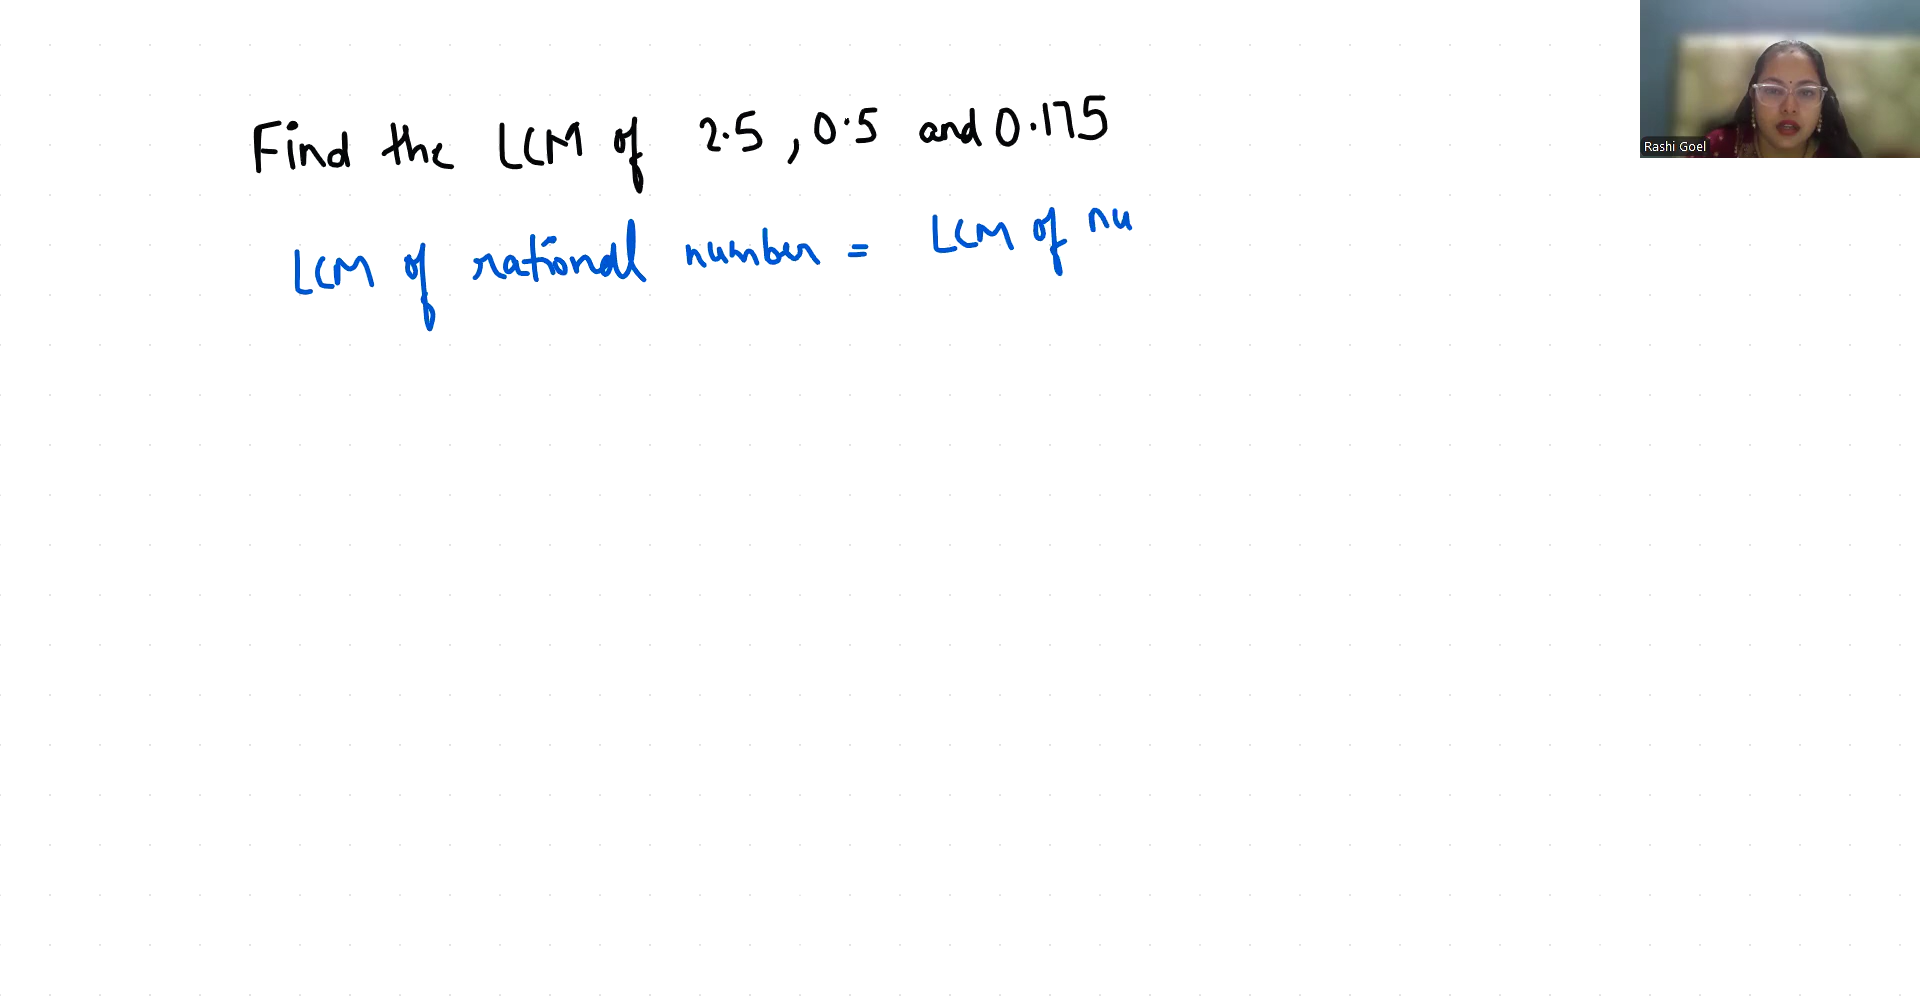 Find the LCM of 2.5, 0.5 and 0.175
LCM of rational number = LCM of nu
Rashi Goel